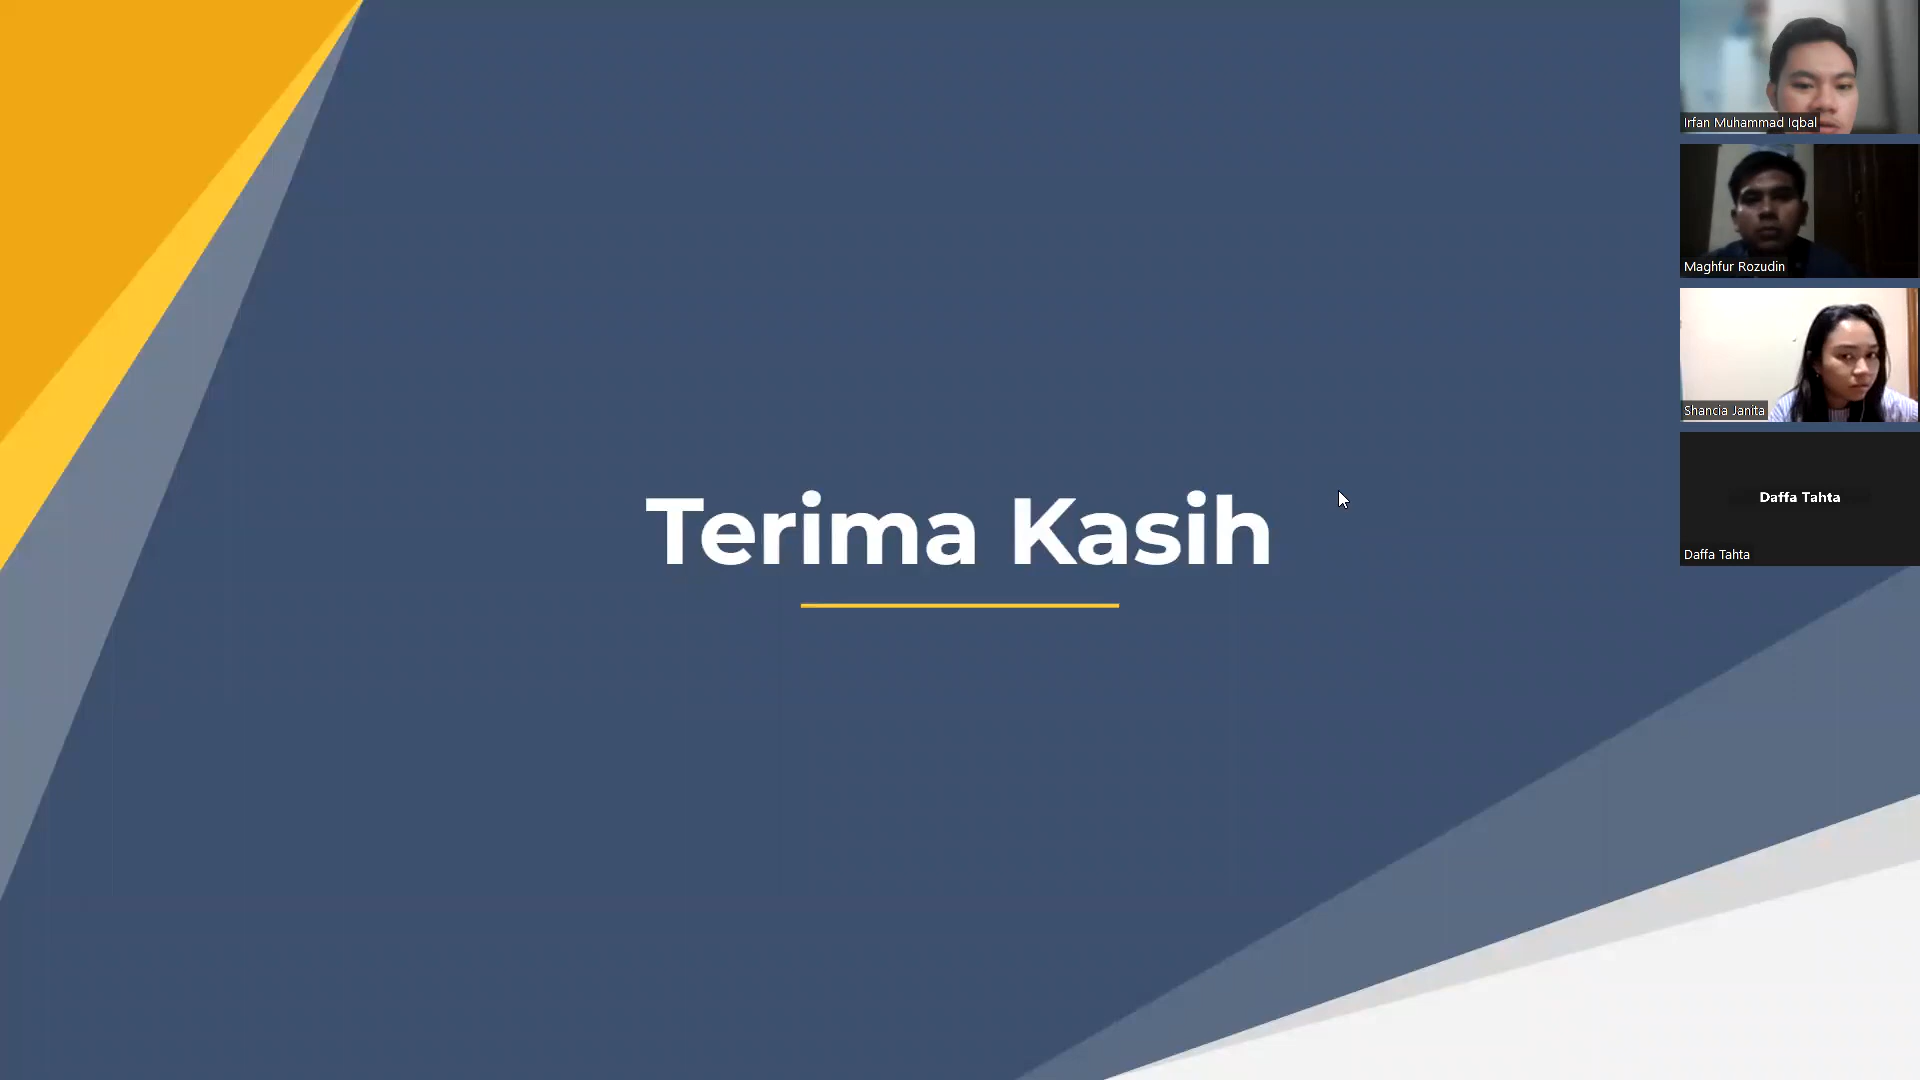 Terima Kasih
Irfan Muhammad Iqbal
Maghfur Rozudin
Shancia Janita
Daffa Tahta
Daffa Tahta